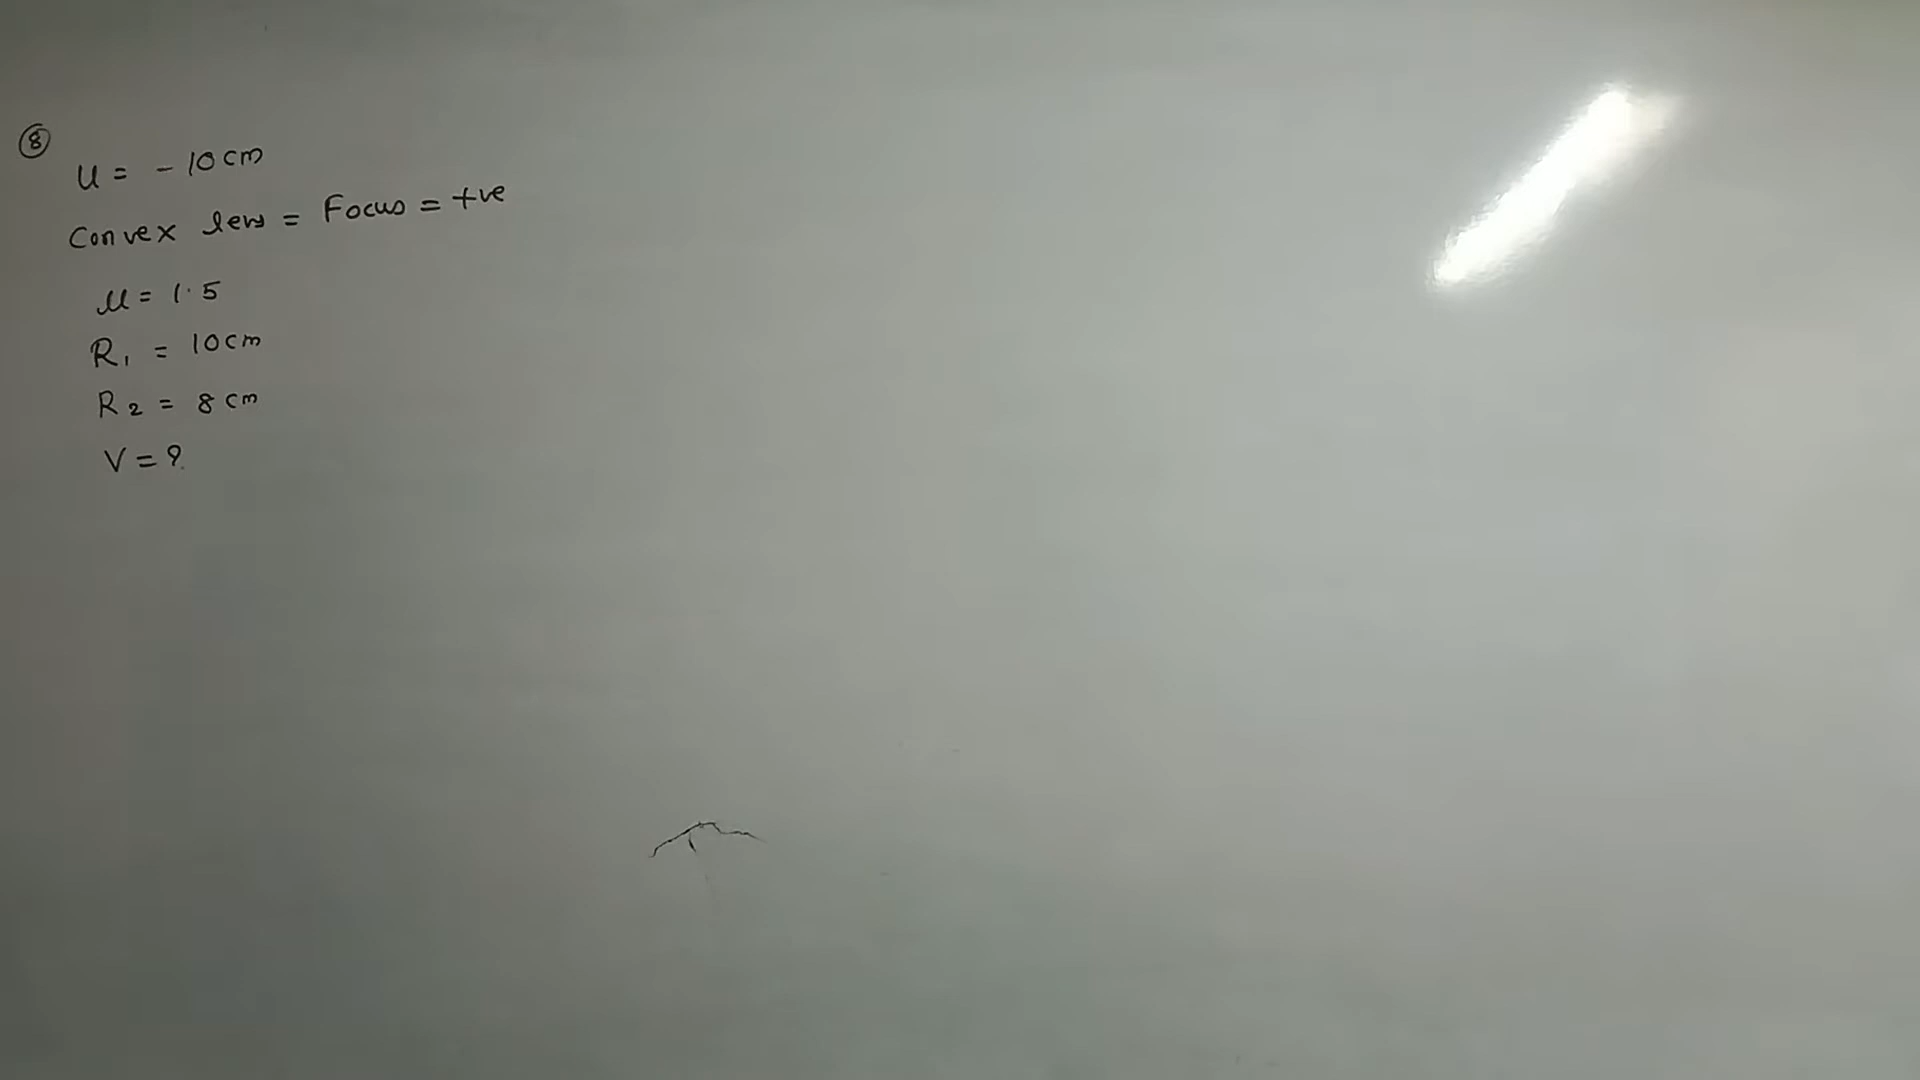 ⑧
u = - 10 cm
Convex lens = Focus = +ve
μ = 1.5
R₁ = 10 cm
R₂ = 8 cm
V = ?